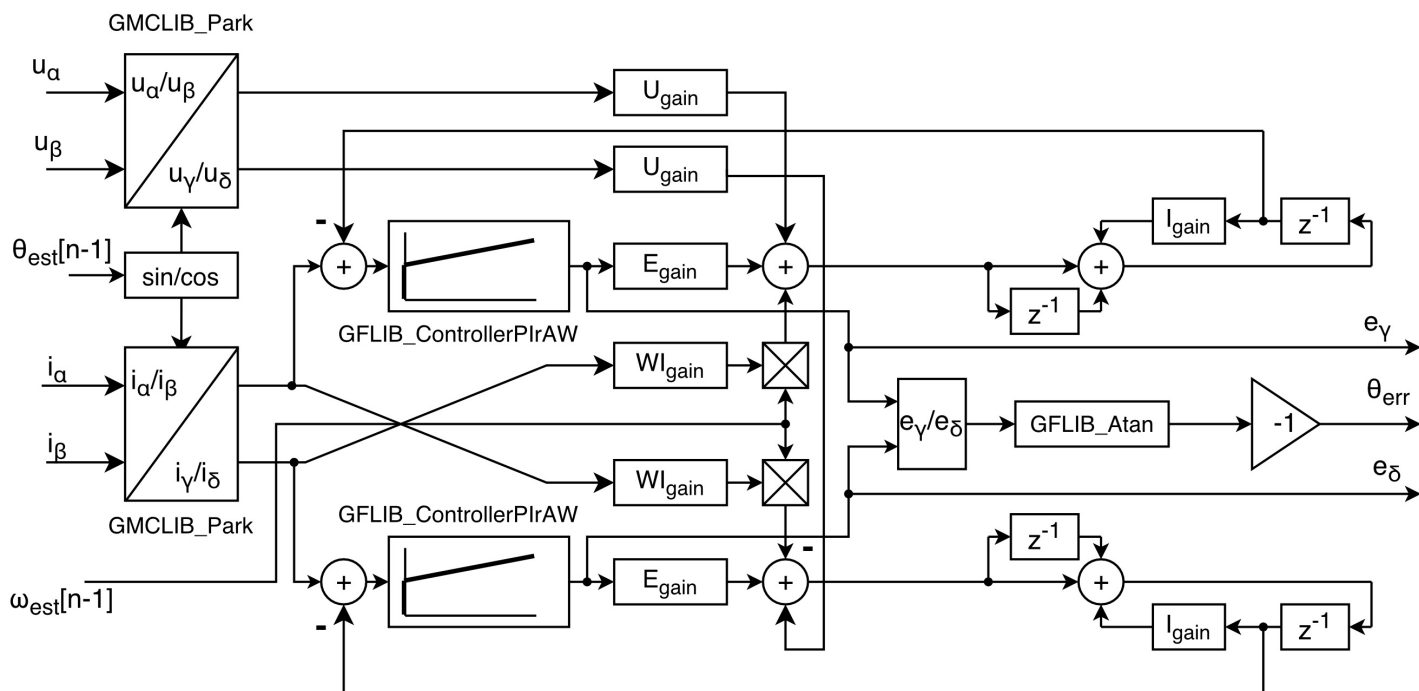 GMCLIB_Park
uα
uα/uβ
Ugain
uβ
Ugain
uγ/uδ
-
Igain
z-1
θest[n-1]
sin/cos
+
Egain
+
+
z-1
GFLIB_ControllerPIrAW
eγ
iα
iα/iβ
WIgain
θerr
eγ/eδ
GFLIB_Atan
-1
iβ
iγ/iδ
WIgain
eδ
GMCLIB_Park
GFLIB_ControllerPIrAW
z-1
-
+
Egain
+
+
ωest[n-1]
-
Igain
z-1